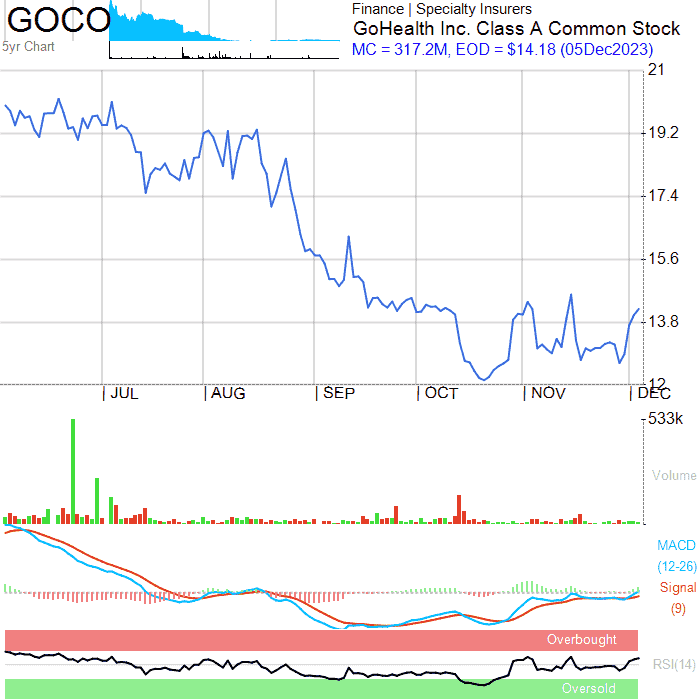 GOCO
5yr Chart
Finance | Specialty Insurers
GoHealth Inc. Class A Common Stock
MC = 317.2M, EOD = $14.18 (05Dec2023)
21
19.2
17.4
15.6
13.8
12
JUL
AUG
SEP
OCT
NOV
DEC
533k
Volume
MACD
(12-26)
Signal
(9)
Overbought
RSI(14)
Oversold